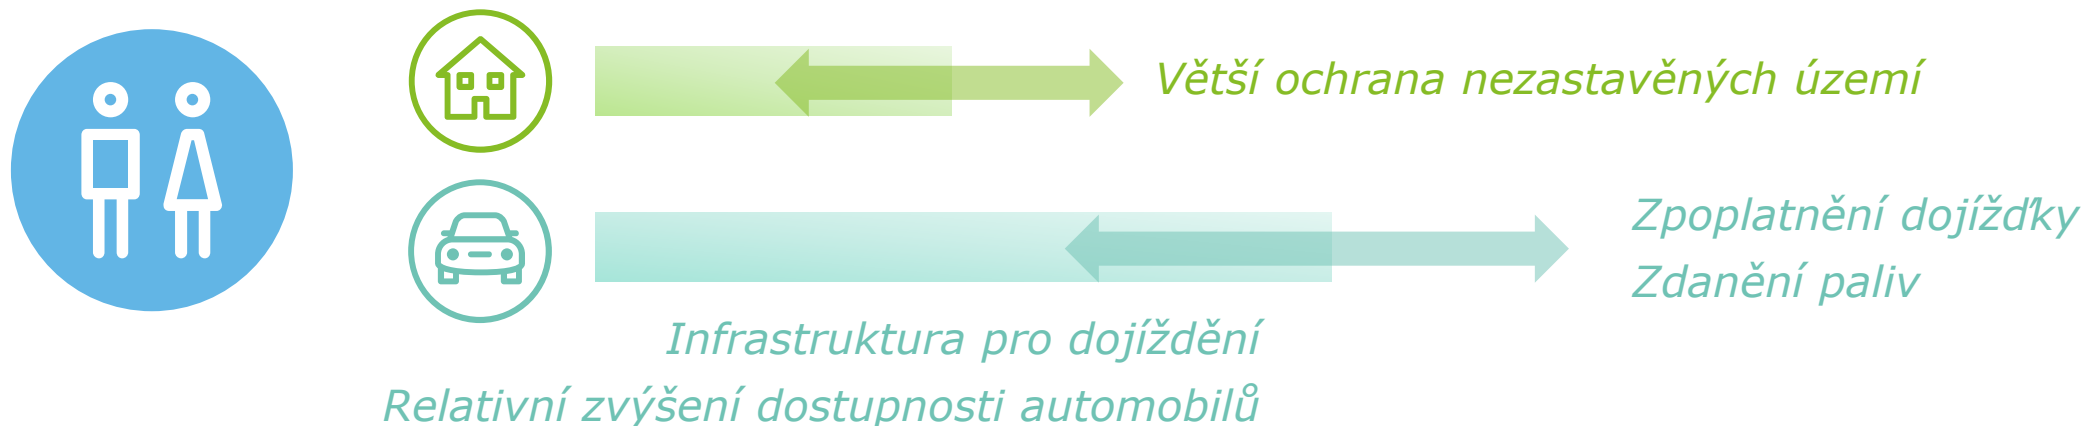 Větší ochrana nezastavěných území
Zpoplatnění dojížďky
Zdanění paliv
Infrastruktura pro dojíždění
Relativní zvýšení dostupnosti automobilů